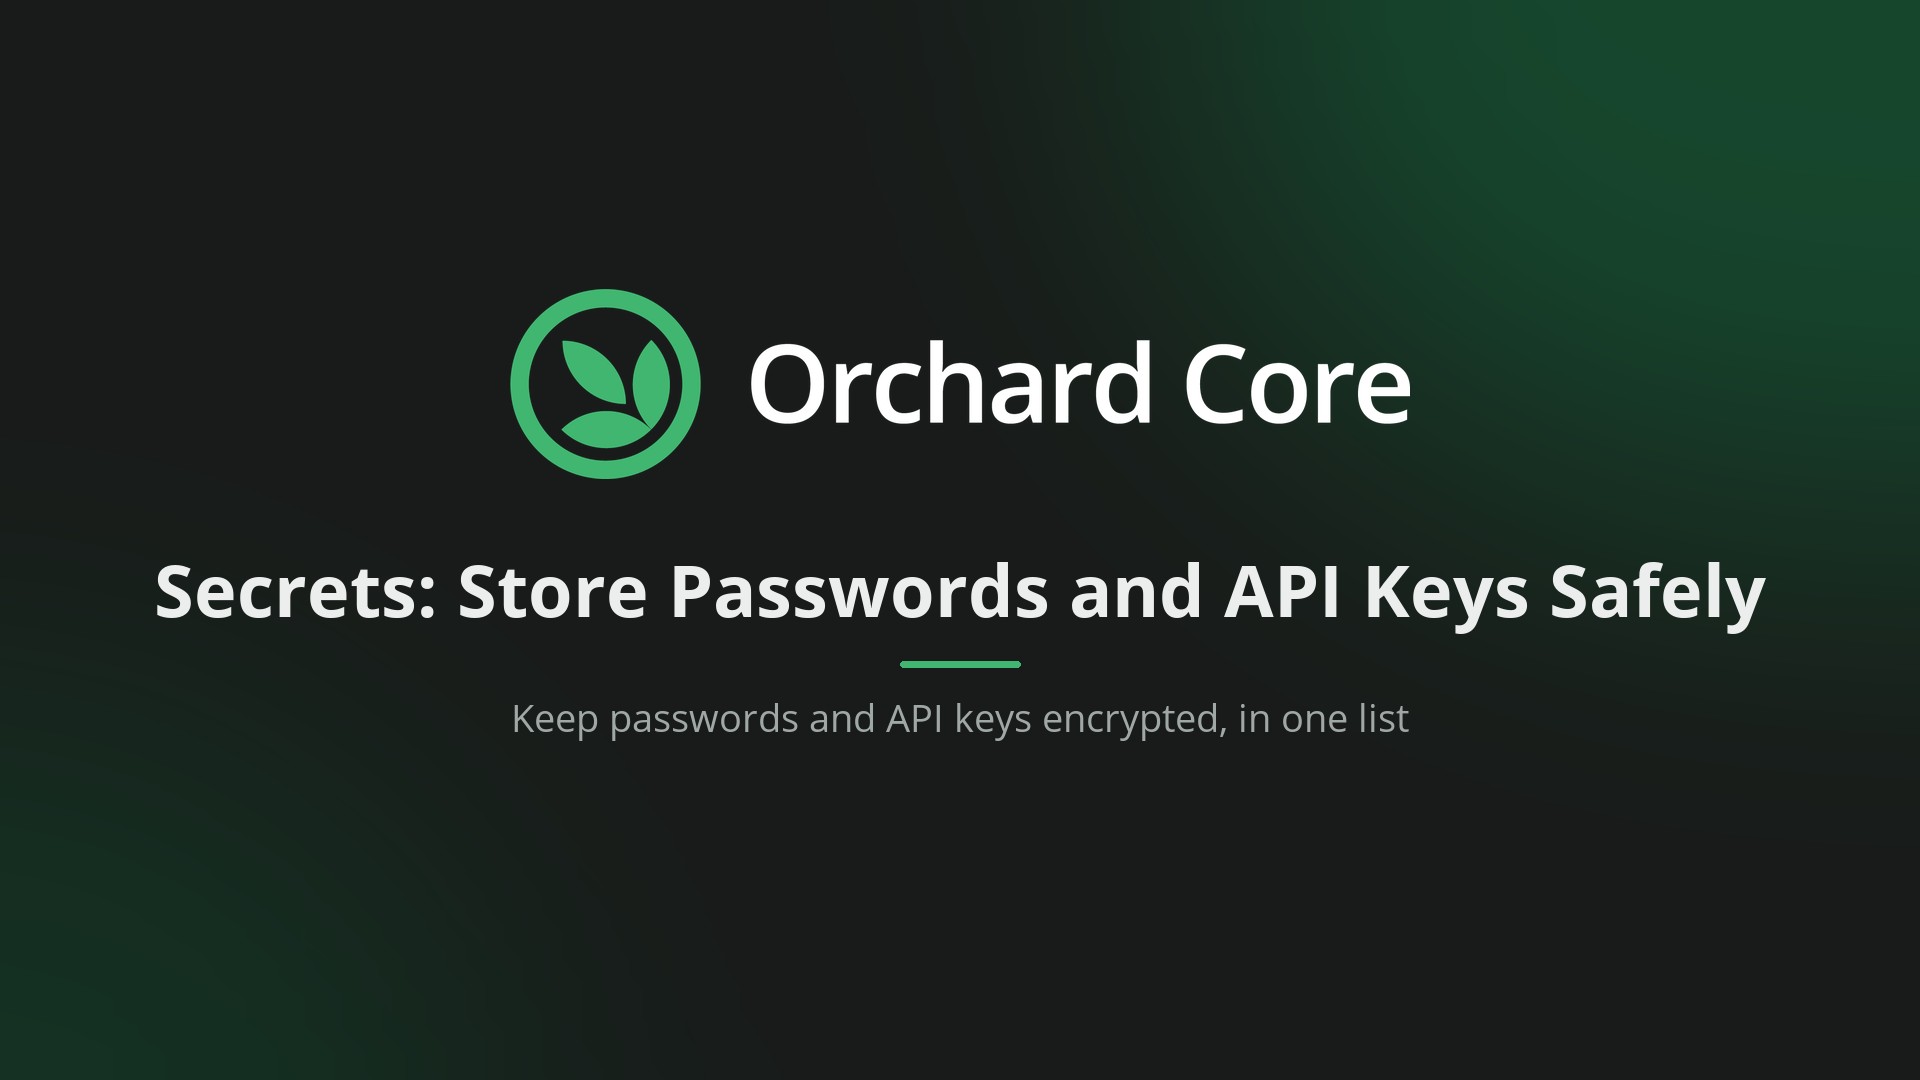 Orchard Core
Secrets: Store Passwords and API Keys Safely
Keep passwords and API keys encrypted, in one list